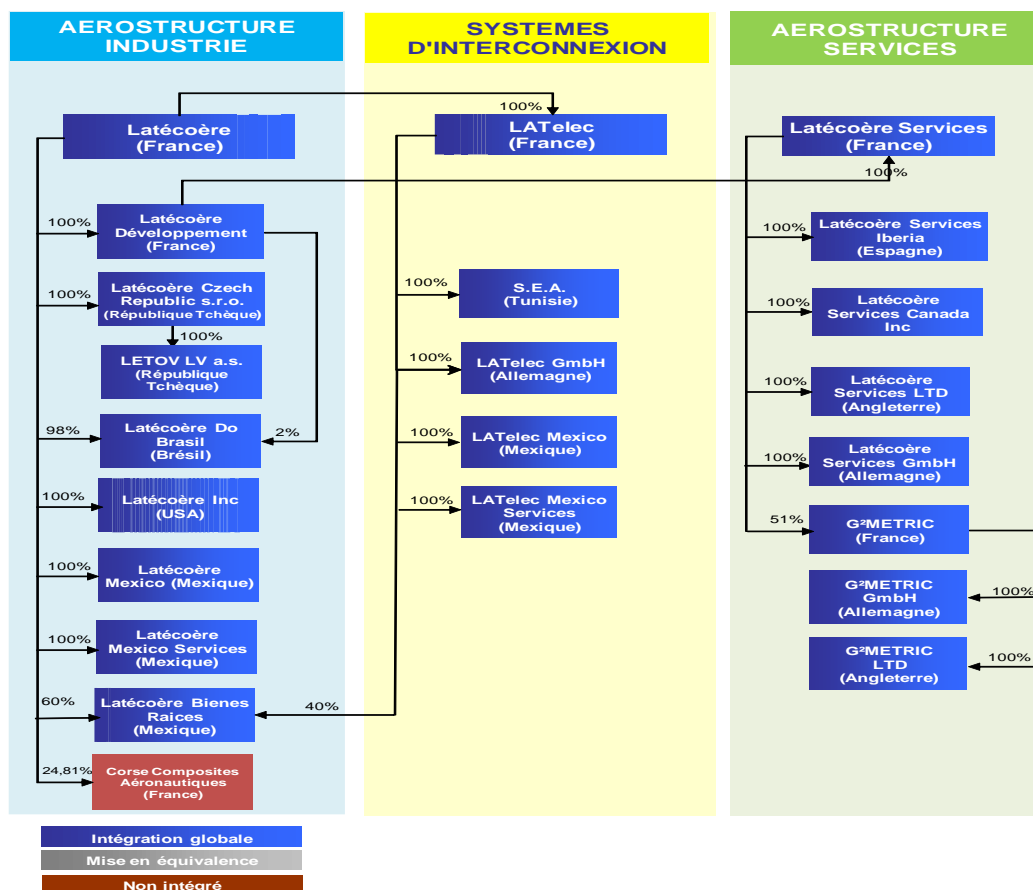 AEROSTRUCTURE
INDUSTRIE
SYSTEMES
D'INTERCONNEXION
AEROSTRUCTURE
SERVICES
100%
Latécoère
(France)
LATelec
(France)
Latécoère Services
(France)
100%
100%
Latécoère
Développement
(France)
100%
Latécoère Czech
Republic s.r.o.
(République Tchèque)
100%
LETOV LV a.s.
(République
Tchèque)
98%
Latécoère Do
Brasil
(Brésil)
2%
100%
Latécoère Inc
(USA)
100%
Latécoère
Mexico (Mexique)
100%
Latécoère
Mexico Services
(Mexique)
60%
Latécoère Bienes
Raices
(Mexique)
40%
24,81%
Corse Composites
Aéronautiques
(France)
100%
S.E.A.
(Tunisie)
100%
LATelec GmbH
(Allemagne)
100%
LATelec Mexico
(Mexique)
100%
LATelec Mexico
Services
(Mexique)
100%
Latécoère Services
Iberia
(Espagne)
100%
Latécoère
Services Canada
Inc
100%
Latécoère
Services LTD
(Angleterre)
100%
Latécoère
Services GmbH
(Allemagne)
51%
G²METRIC
(France)
G²METRIC
GmbH
(Allemagne)
100%
G²METRIC
LTD
(Angleterre)
100%
Intégration globale
Mise en équivalence
Non intégré